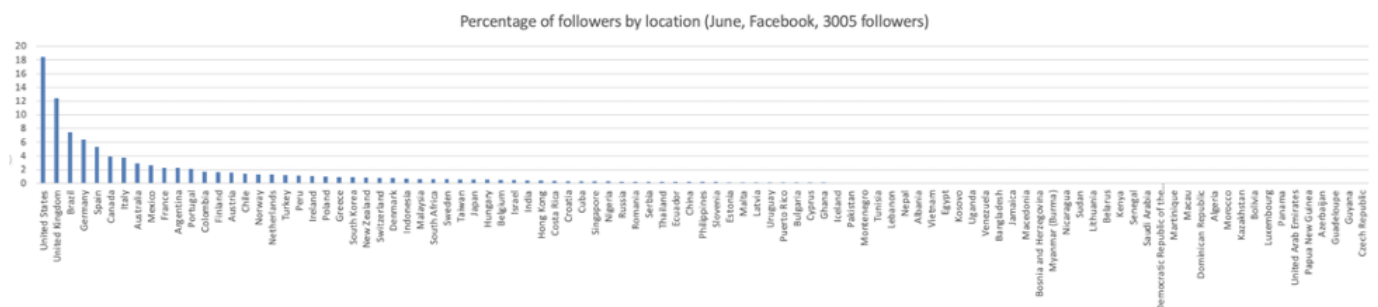 Percentage of followers by location (June, Facebook, 3005 followers)
20
18
16
14
12
10
8
6
4
2
0
United States
United Kingdom
Brazil
Germany
Spain
Canada
Italy
Australia
Mexico
France
Argentina
Portugal
Colombia
Finland
Austria
Chile
Norway
Netherlands
Turkey
Peru
Ireland
Poland
Greece
South Korea
New Zealand
Switzerland
Denmark
Indonesia
Malaysia
South Africa
Sweden
Taiwan
Japan
Hungary
Belgium
Israel
India
Hong Kong
Costa Rica
Croatia
Cuba
Singapore
Nigeria
Russia
Romania
Serbia
Thailand
Ecuador
China
Philippines
Slovenia
Estonia
Malta
Latvia
Uruguay
Puerto Rico
Bulgaria
Cyprus
Ghana
Iceland
Pakistan
Montenegro
Tunisia
Lebanon
Nepal
Albania
Vietnam
Egypt
Kosovo
Uganda
Venezuela
Bangladesh
Jamaica
Macedonia
Bosnia and Herzegovina
Myanmar (Burma)
Nicaragua
Sudan
Lithuania
Belarus
Kenya
Senegal
Saudi Arabia
Democratic Republic of the...
Martinique
Macau
Dominican Republic
Algeria
Morocco
Kazakhstan
Bolivia
Luxembourg
Panama
United Arab Emirates
Papua New Guinea
Azerbaijan
Guadeloupe
Guyana
Czech Republic